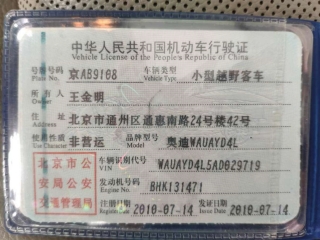 中华人民共和国机动车行驶证
Vehicle License of the People's Republic of China
号牌号码 京ABS168 车辆类型 小型越野客车
Plate No. Vehicle Type
所有人 王金明
Owner
住址 北京市通州区通惠南路24号楼42号
Address
使用性质 非营运 品牌型号 奥迪WAUAYD4L
Use Character Model
北京市公 车辆识别代号 WAUAYD4L5AD029719
VIN
安局公安 发动机号码 BHK131471
Engine No.
交通管理局 注册日期 2010-07-14 发证日期 2010-07-14
Register Date Issue Date